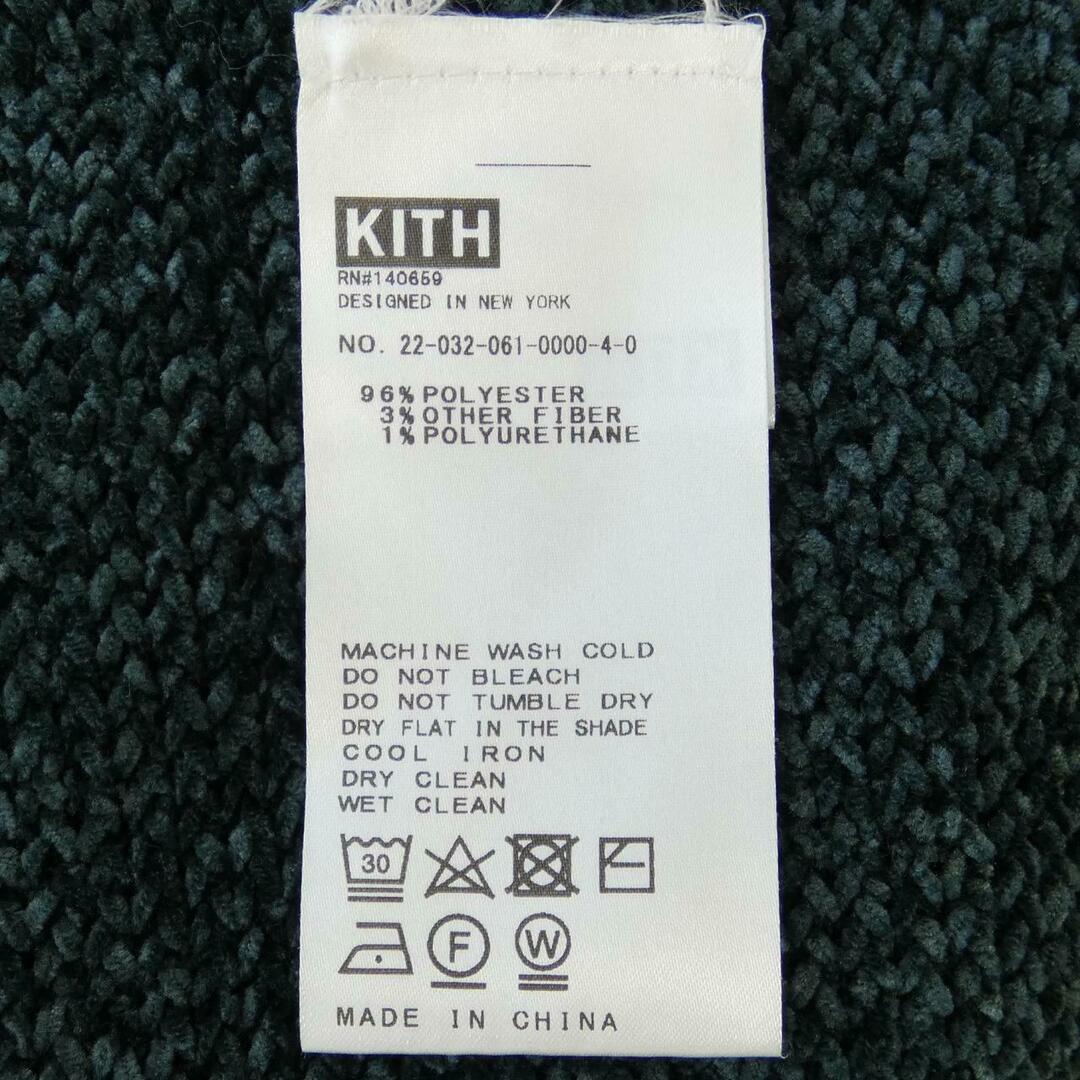 KITH
RN#140659
DESIGNED IN NEW YORK
NO. 22-032-061-0000-4-0
96%POLYESTER
3%OTHER FIBER
1%POLYURETHANE
MACHINE WASH COLD
DO NOT BLEACH
DO NOT TUMBLE DRY
DRY FLAT IN THE SHADE
COOL IRON
DRY CLEAN
WET CLEAN
30
F W
MADE IN CHINA